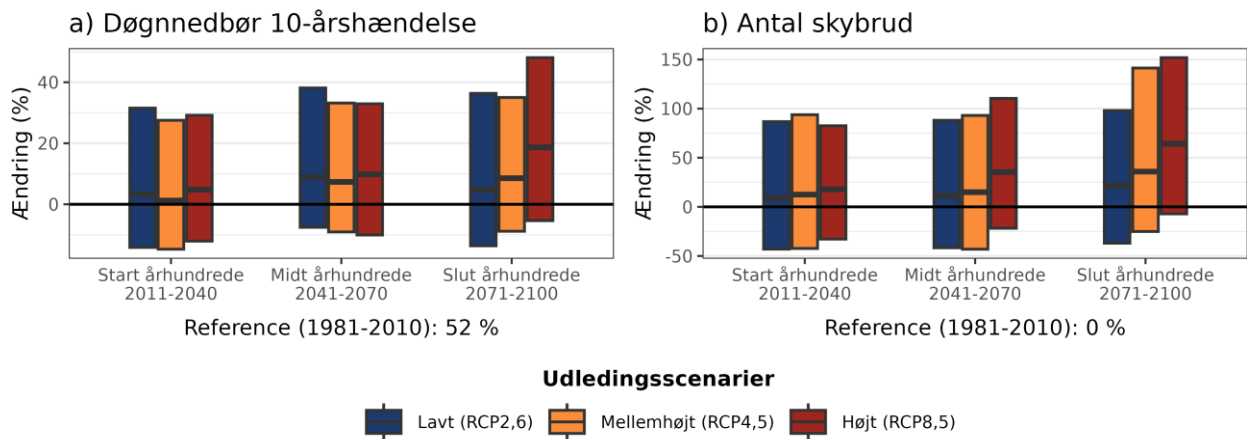 a) Døgnnedbør 10-årshændelse
Ændring (%)
40
20
0
Start århundrede
2011-2040
Midt århundrede
2041-2070
Slut århundrede
2071-2100
Reference (1981-2010): 52 %
b) Antal skybrud
Ændring (%)
150
100
50
0
-50
Start århundrede
2011-2040
Midt århundrede
2041-2070
Slut århundrede
2071-2100
Reference (1981-2010): 0 %
Udledningsscenarier
Lavt (RCP2,6)
Mellemhøjt (RCP4,5)
Højt (RCP8,5)